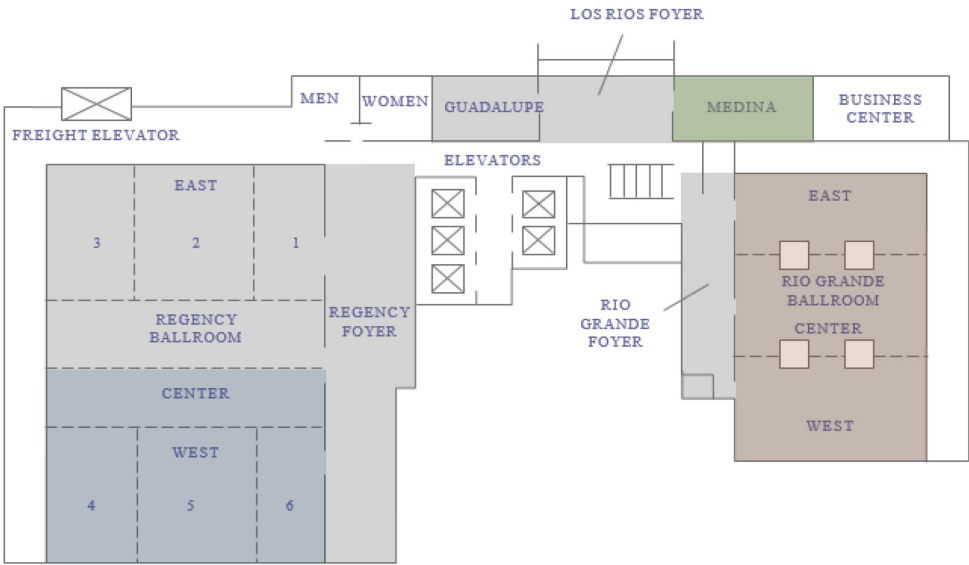 LOS RIOS FOYER
MEN
WOMEN
GUADALUPE
MEDINA
BUSINESS
CENTER
FREIGHT ELEVATOR
ELEVATORS
EAST
3
2
1
REGENCY
BALLROOM
REGENCY
FOYER
CENTER
WEST
4
5
6
RIO
GRANDE
FOYER
EAST
RIO GRANDE
BALLROOM
CENTER
WEST